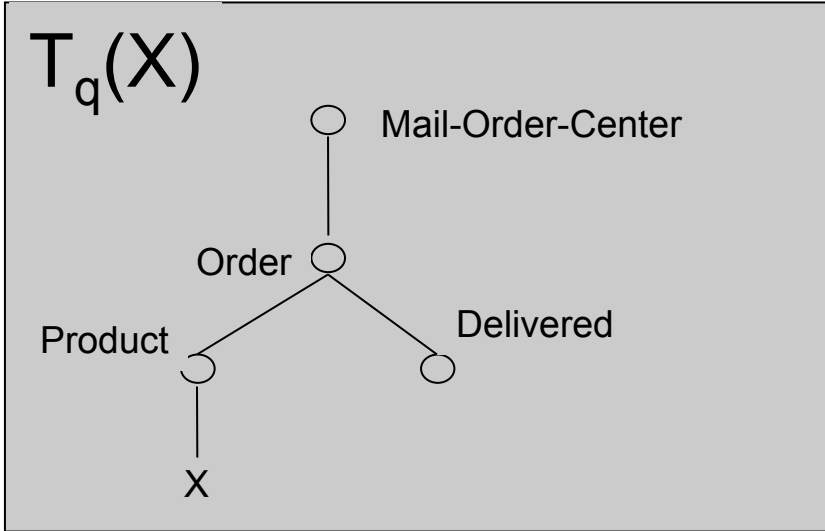 Tq(X)
Mail-Order-Center
Order
Delivered
Product
X